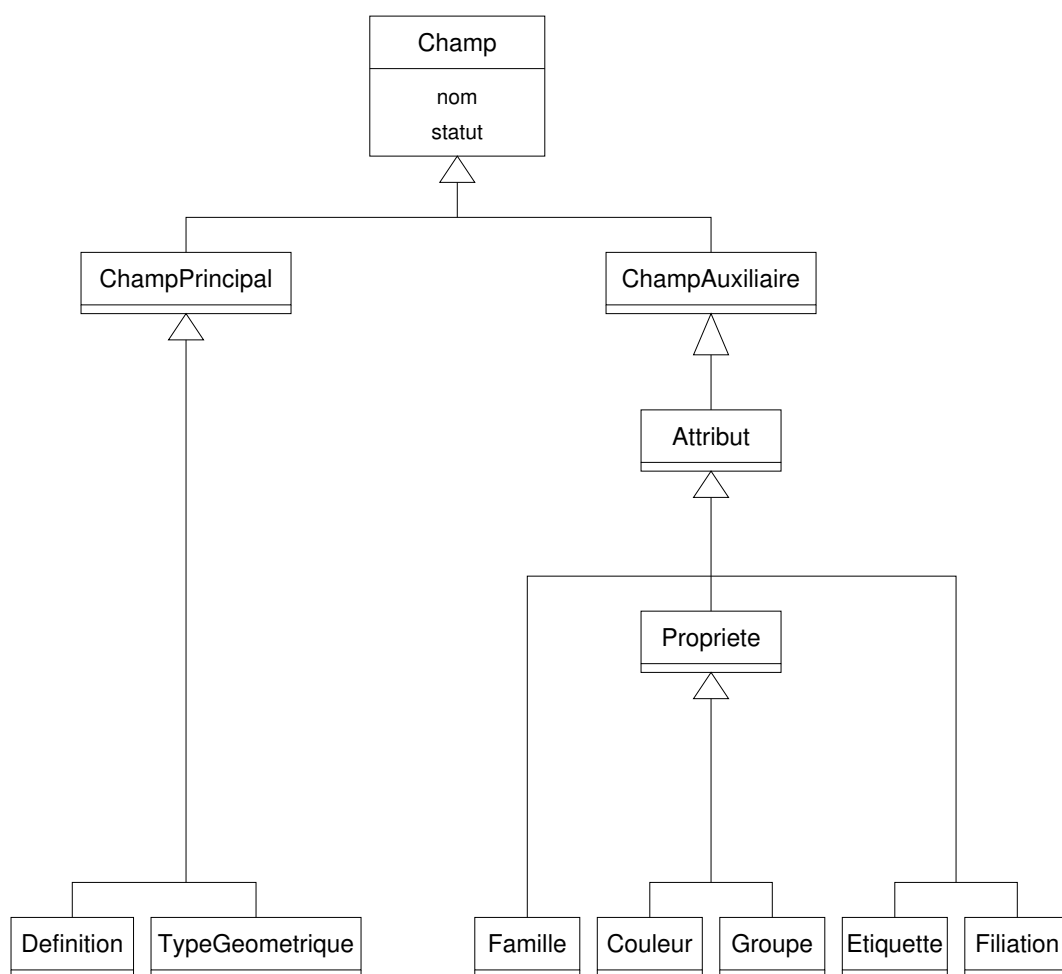 Champ
nom
statut
ChampPrincipal
ChampAuxiliaire
Attribut
Propriete
Definition
TypeGeometrique
Famille
Couleur
Groupe
Etiquette
Filiation